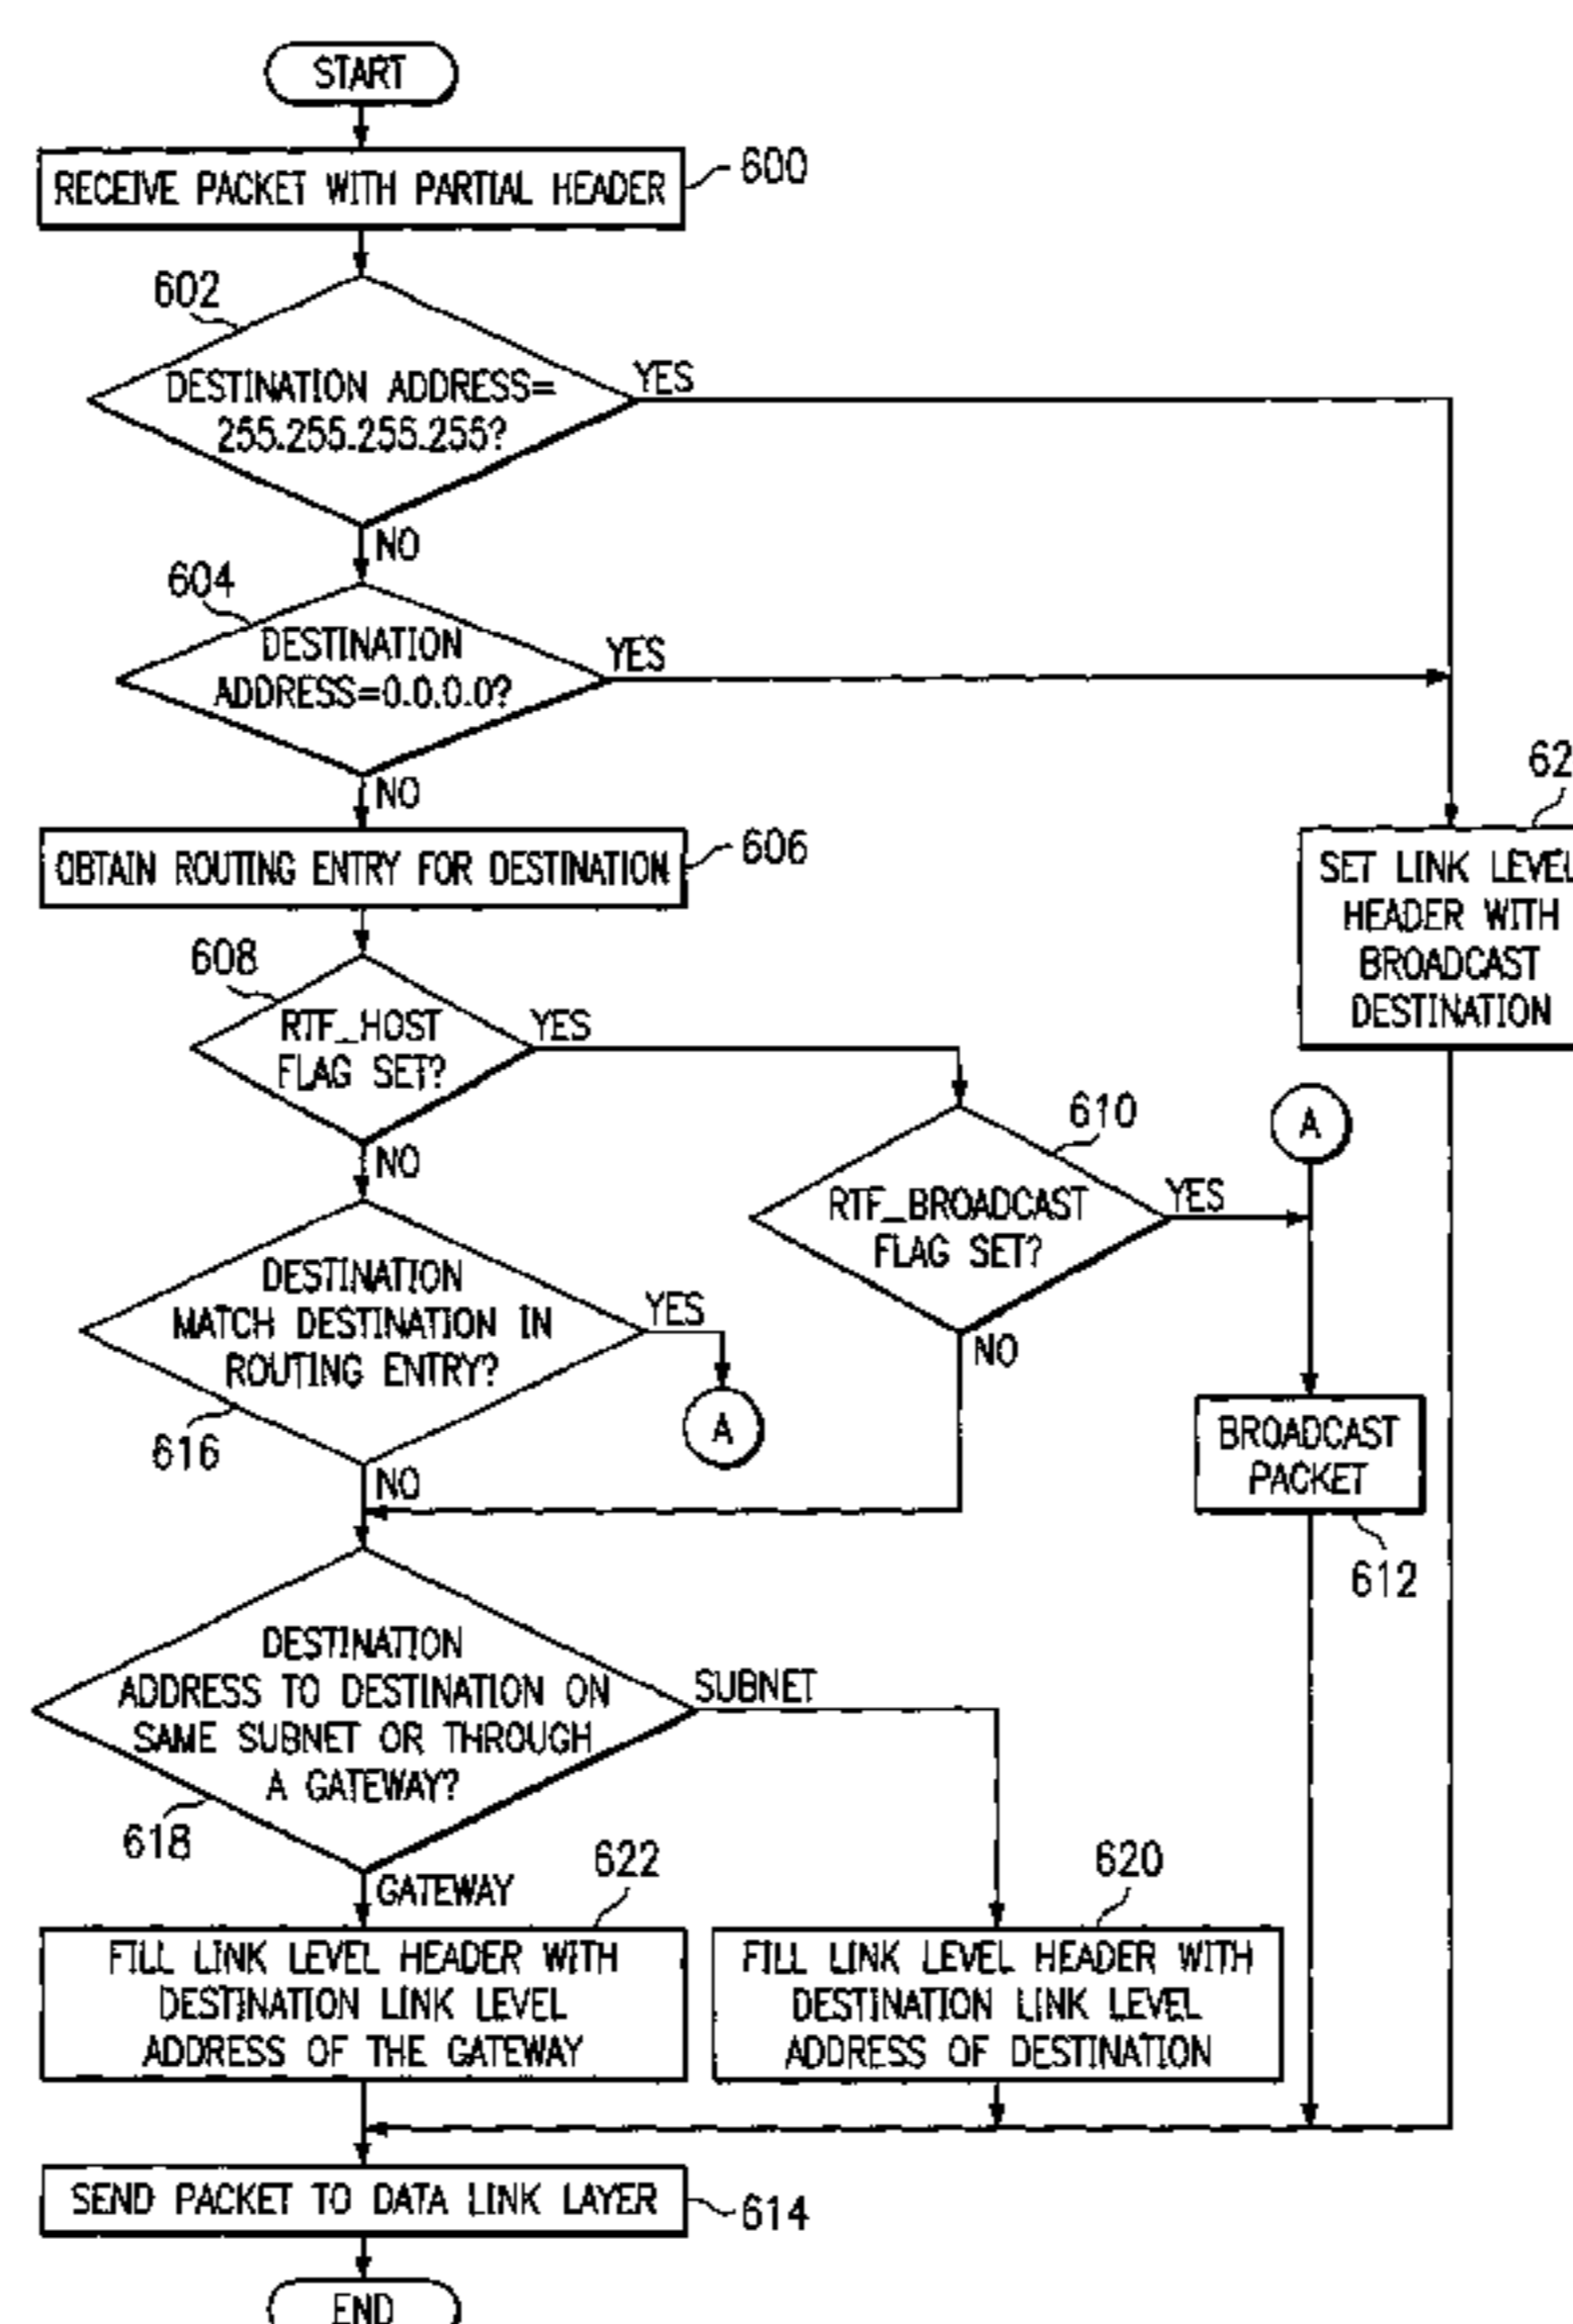 START
RECEIVE PACKET WITH PARTIAL HEADER
600
602
DESTINATION ADDRESS=
255.255.255.255?
YES
NO
604
DESTINATION
ADDRESS=0.0.0.0?
YES
NO
62
SET LINK LEVEL
HEADER WITH
BROADCAST
DESTINATION
OBTAIN ROUTING ENTRY FOR DESTINATION
606
608
RTF_HOST
FLAG SET?
YES
NO
610
RTF_BROADCAST
FLAG SET?
YES
NO
A
DESTINATION
MATCH DESTINATION IN
ROUTING ENTRY?
YES
616
A
NO
BROADCAST
PACKET
612
DESTINATION
ADDRESS TO DESTINATION ON
SAME SUBNET OR THROUGH
A GATEWAY?
SUBNET
618
GATEWAY
622
FILL LINK LEVEL HEADER WITH
DESTINATION LINK LEVEL
ADDRESS OF THE GATEWAY
620
FILL LINK LEVEL HEADER WITH
DESTINATION LINK LEVEL
ADDRESS OF DESTINATION
SEND PACKET TO DATA LINK LAYER
614
END